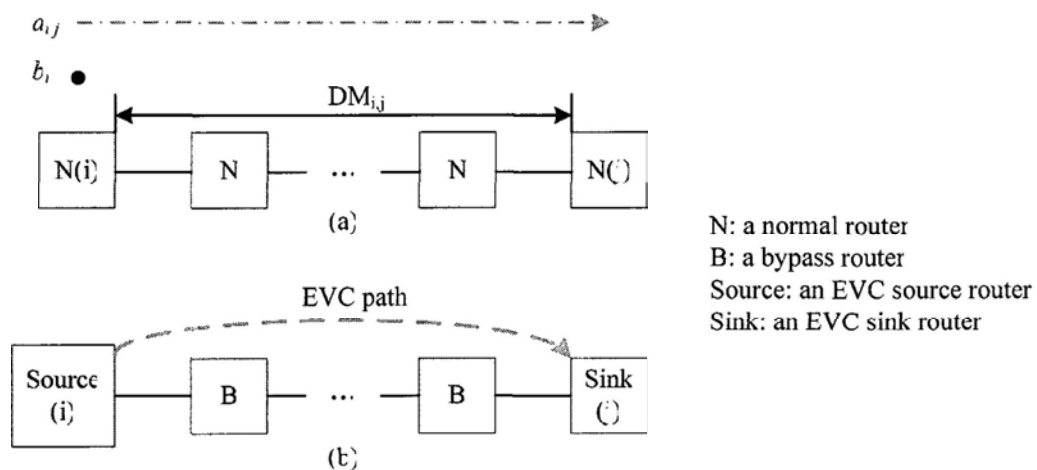 a_{i,j}
b_i
DM_{i,j}
N(i) N ... N N(j)
(a)
N: a normal router
B: a bypass router
Source: an EVC source router
Sink: an EVC sink router
EVC path
Source (i) B ... B Sink (j)
(b)